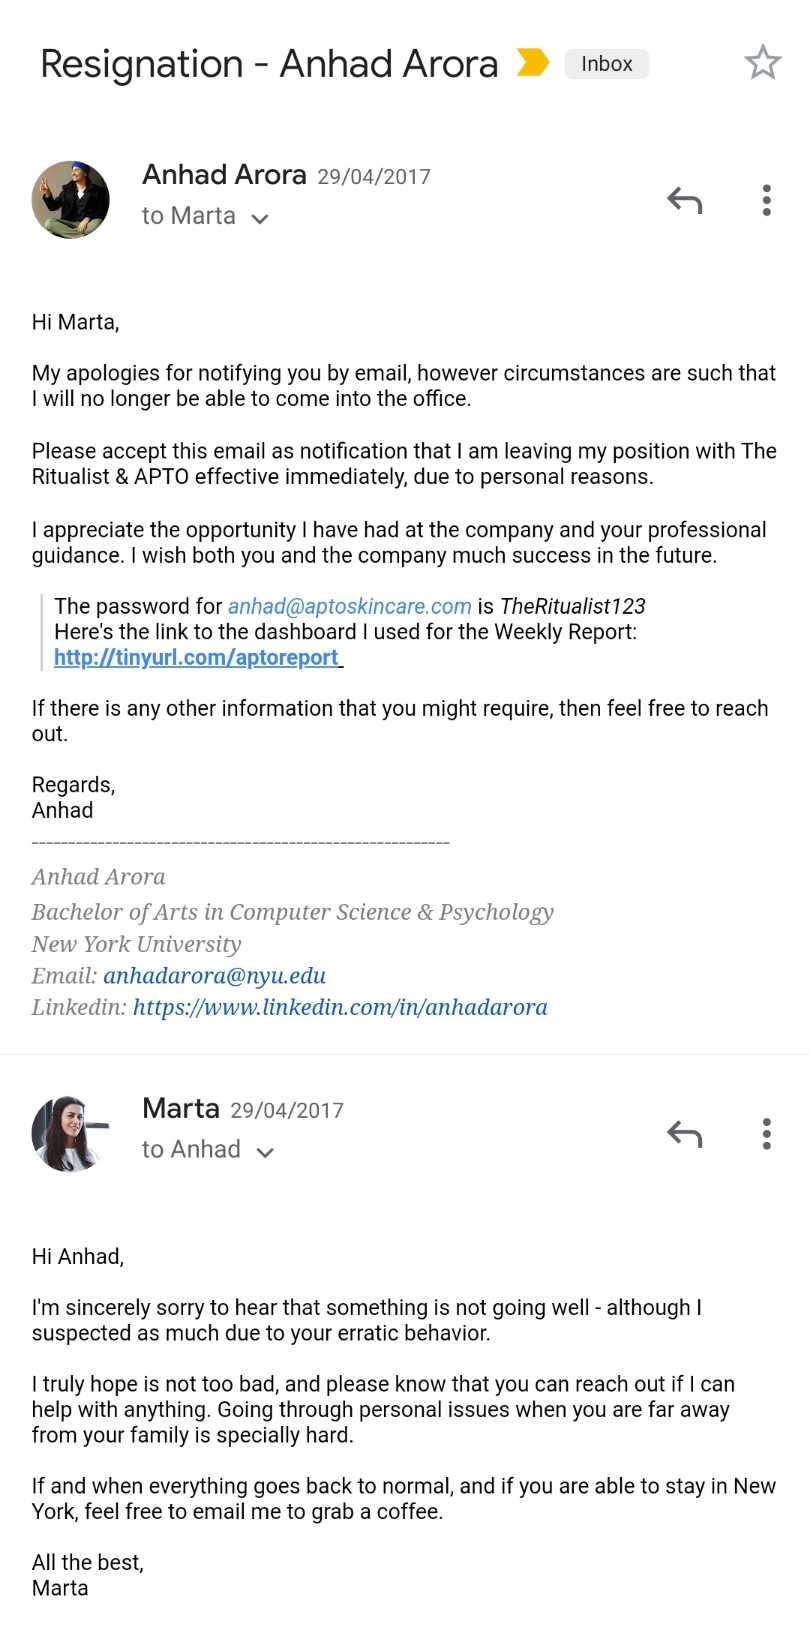 Resignation - Anhad Arora Inbox
Anhad Arora 29/04/2017
to Marta
Hi Marta,
My apologies for notifying you by email, however circumstances are such that
I will no longer be able to come into the office.
Please accept this email as notification that I am leaving my position with The
Ritualist & APTO effective immediately, due to personal reasons.
I appreciate the opportunity I have had at the company and your professional
guidance. I wish both you and the company much success in the future.
The password for anhad@aptoskincare.com is TheRitualist123
Here's the link to the dashboard I used for the Weekly Report:
http://tinyurl.com/aptoreport
If there is any other information that you might require, then feel free to reach
out.
Regards,
Anhad
---------------------------------------------------------
Anhad Arora
Bachelor of Arts in Computer Science & Psychology
New York University
Email: anhadarora@nyu.edu
Linkedin: https://www.linkedin.com/in/anhadarora
Marta 29/04/2017
to Anhad
Hi Anhad,
I'm sincerely sorry to hear that something is not going well - although I
suspected as much due to your erratic behavior.
I truly hope is not too bad, and please know that you can reach out if I can
help with anything. Going through personal issues when you are far away
from your family is specially hard.
If and when everything goes back to normal, and if you are able to stay in New
York, feel free to email me to grab a coffee.
All the best,
Marta